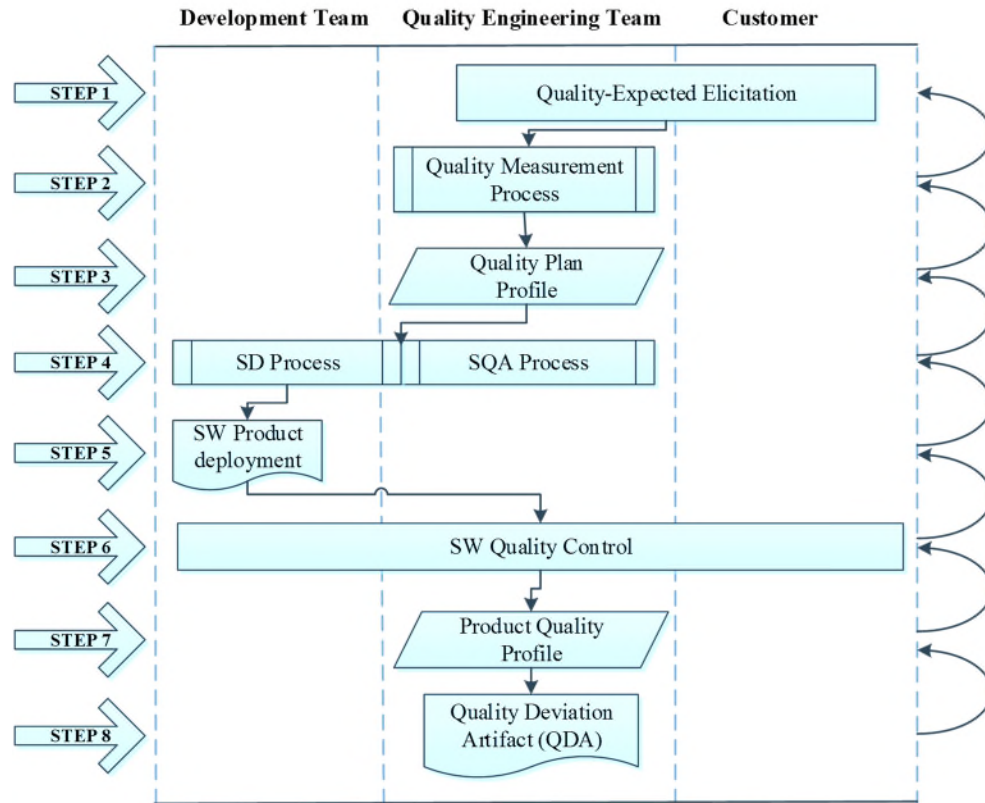 Development Team Quality Engineering Team Customer
STEP 1
Quality-Expected Elicitation
STEP 2
Quality Measurement
Process
STEP 3
Quality Plan
Profile
STEP 4
SD Process
SQA Process
STEP 5
SW Product
deployment
STEP 6
SW Quality Control
STEP 7
Product Quality
Profile
STEP 8
Quality Deviation
Artifact (QDA)